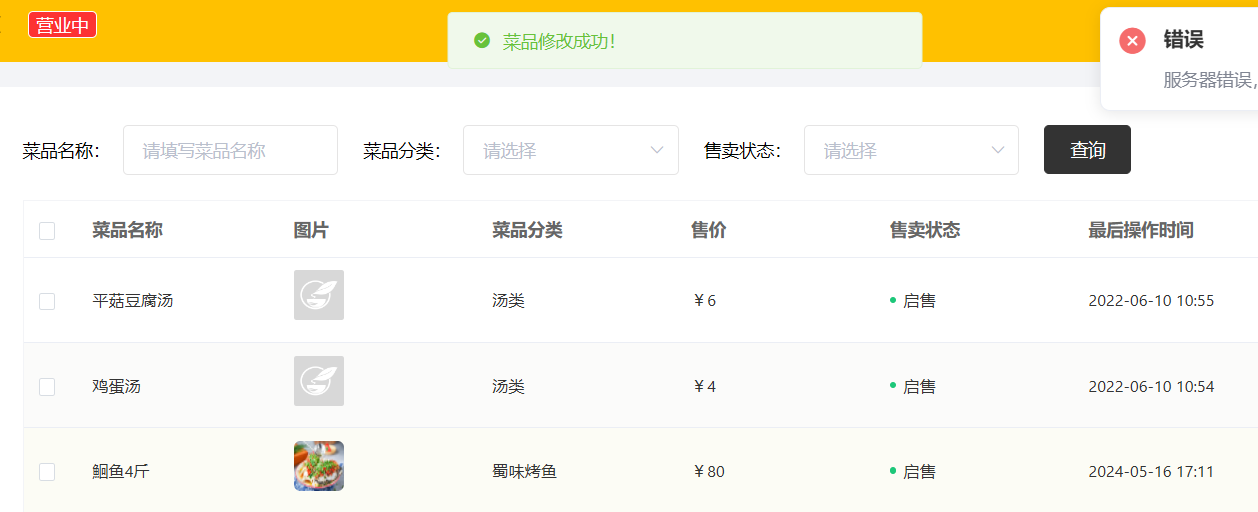 营业中
菜品修改成功！
错误
服务器错误，
菜品名称：
请填写菜品名称
菜品分类：
请选择
售卖状态：
请选择
查询
菜品名称 图片 菜品分类 售价 售卖状态 最后操作时间
平菇豆腐汤 汤类 ￥6 启售 2022-06-10 10:55
鸡蛋汤 汤类 ￥4 启售 2022-06-10 10:54
鮰鱼4斤 蜀味烤鱼 ￥80 启售 2024-05-16 17:11